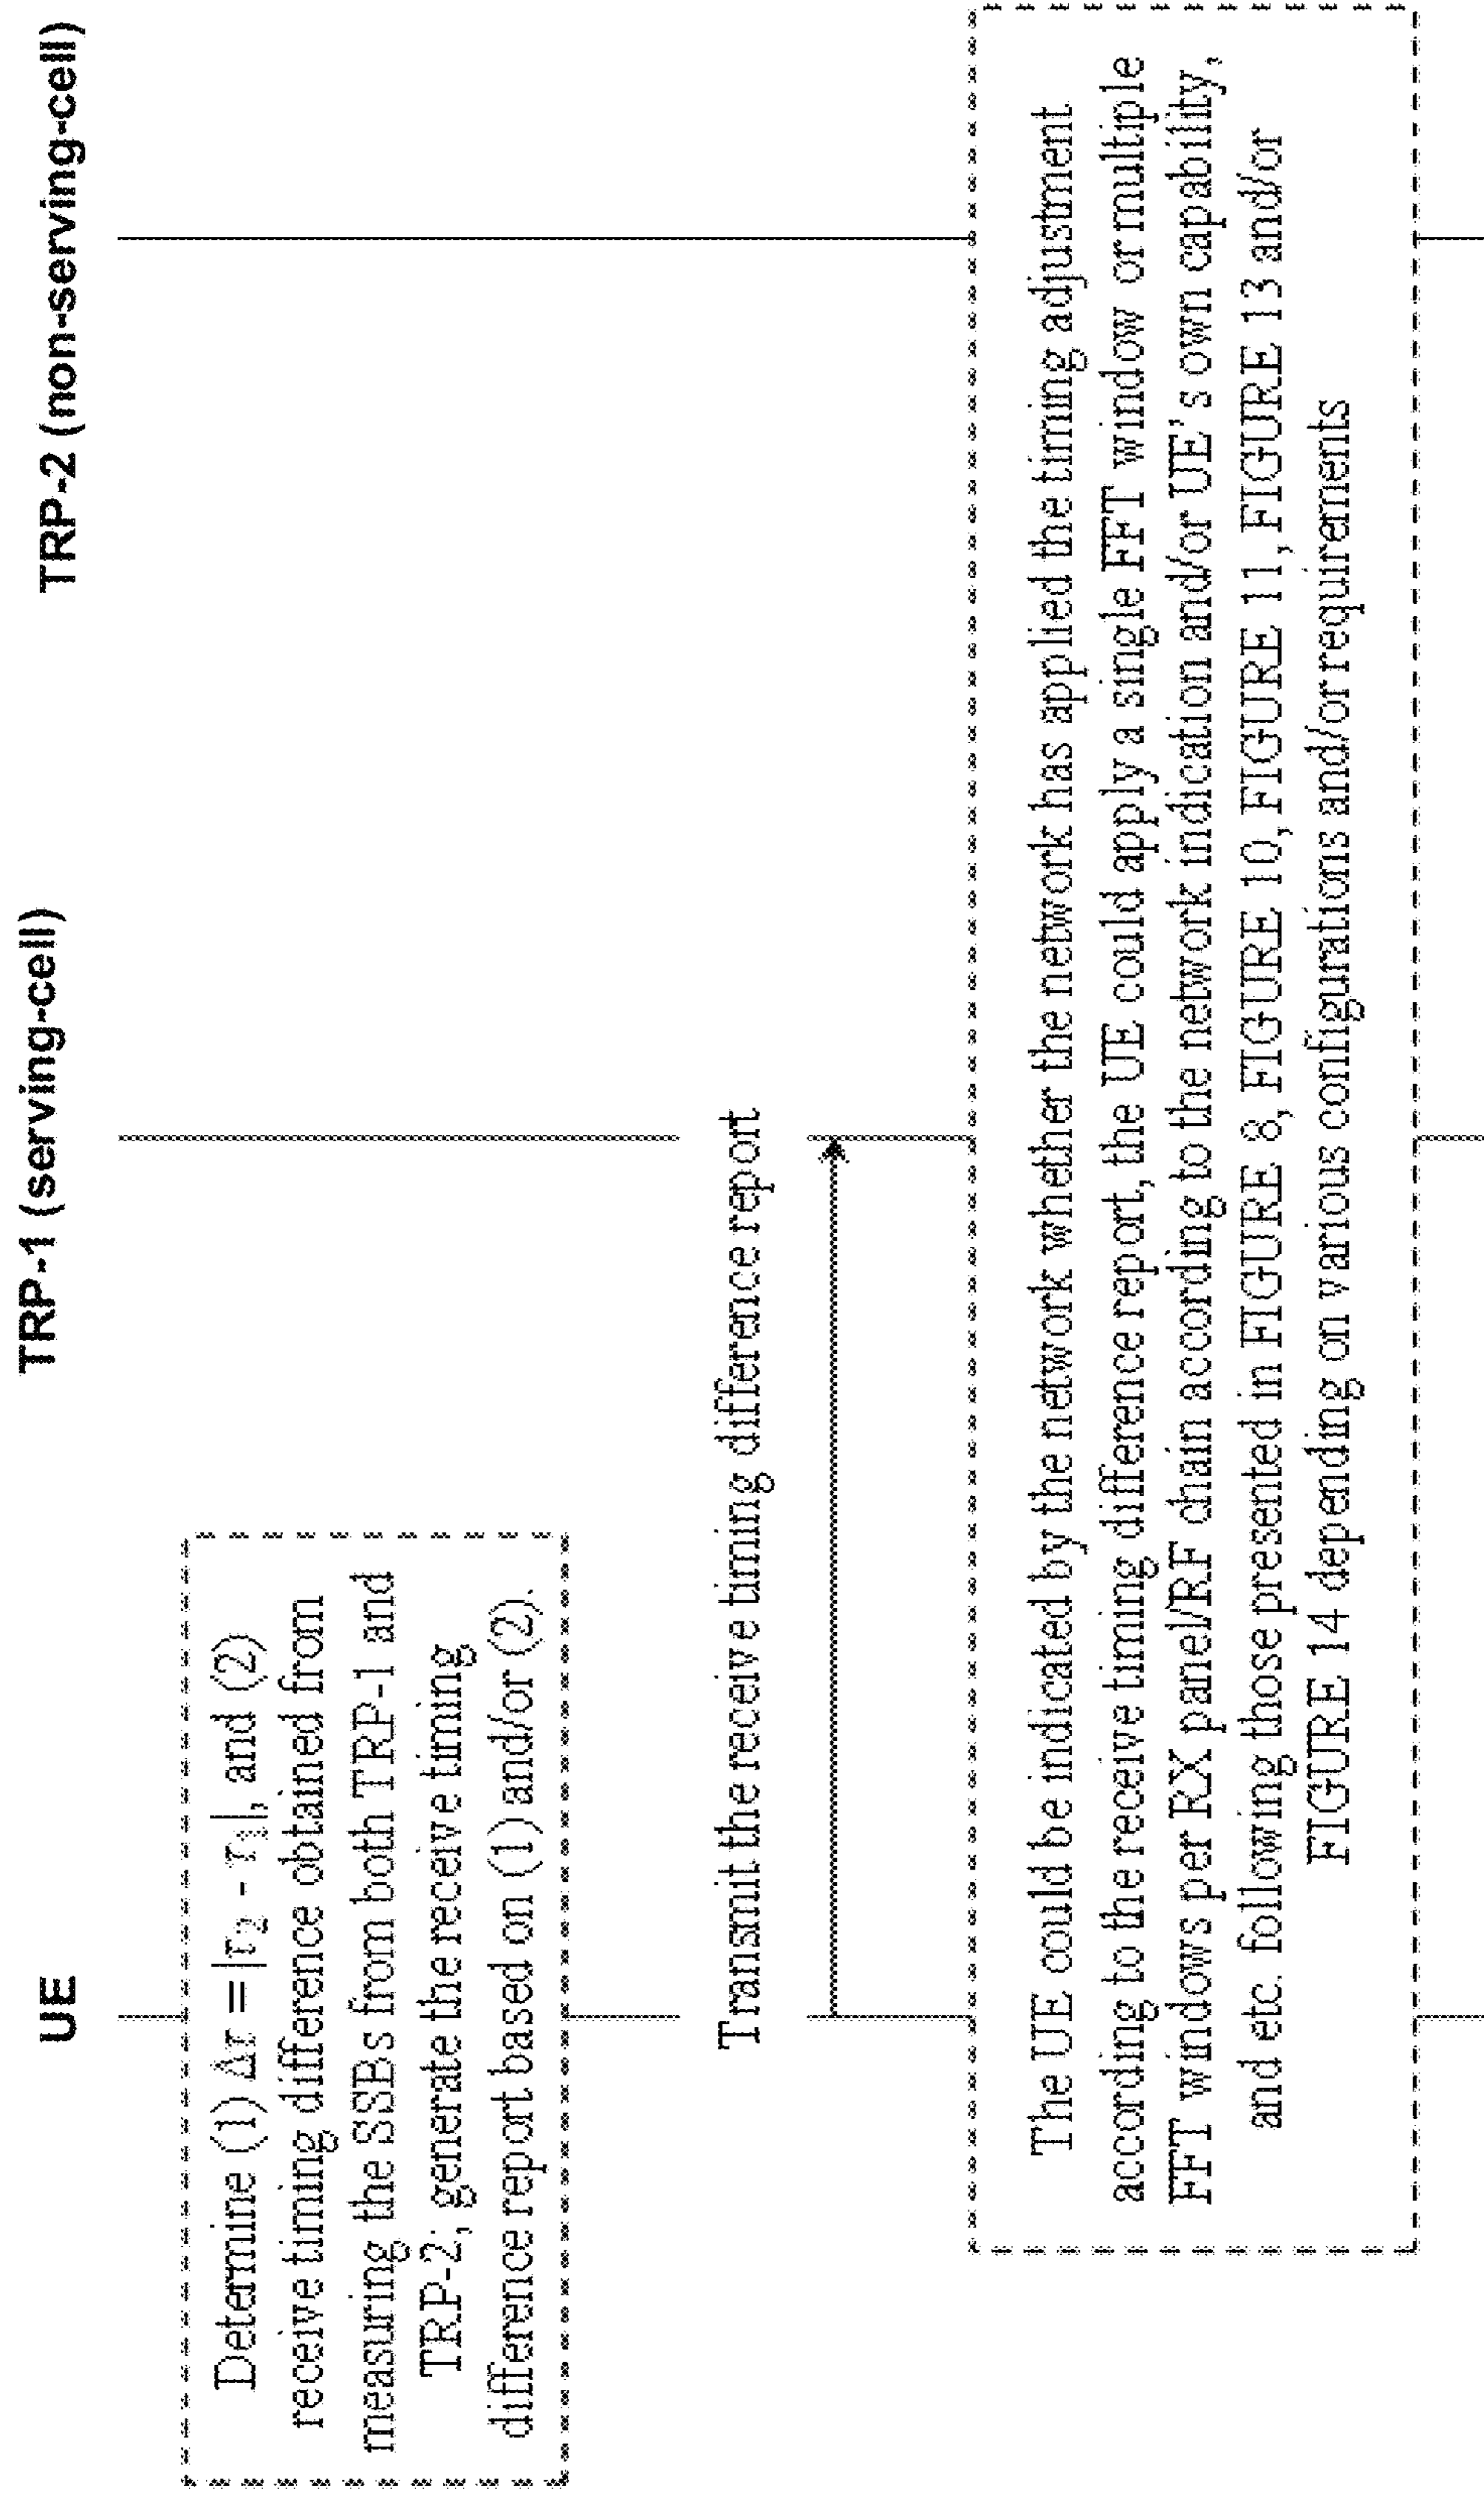 UE
TRP-1 (serving-cell)
TRP-2 (non-serving-cell)
Determine (1) Δr = |r₂ - r₁|, and (2)
receive timing difference obtained from
measuring the SSBs from both TRP-1 and
TRP-2; generate the receive timing
difference report based on (1) and/or (2).
Transmit the receive timing difference report
The UE could be indicated by the network whether the network has applied the timing adjustment
according to the receive timing difference report, the UE could apply a single FFT window or multiple
FFT windows per RX panel/RF chain according to the network indication and/or UE's own capability,
and etc. following those presented in FIGURE 8, FIGURE 10, FIGURE 11, FIGURE 13 and/or
FIGURE 14 depending on various configurations and/or requirements